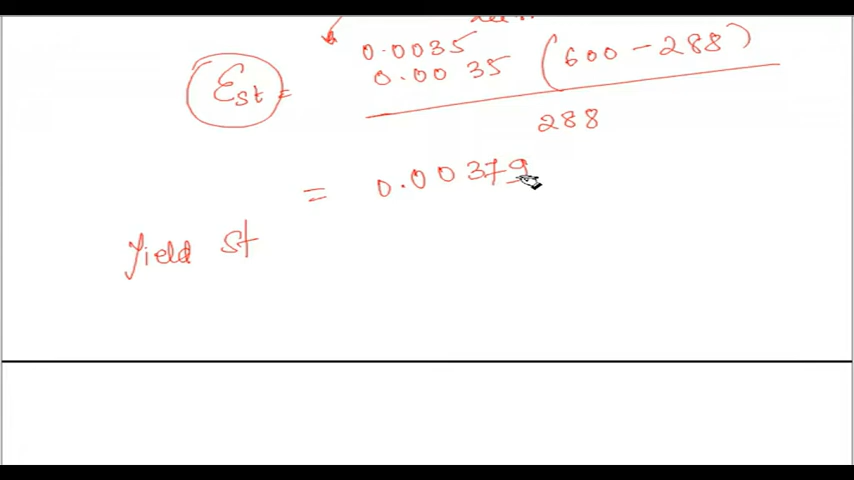 0.0035
Est = 0.0035 (600 - 288)
288
= 0.00379
yield st